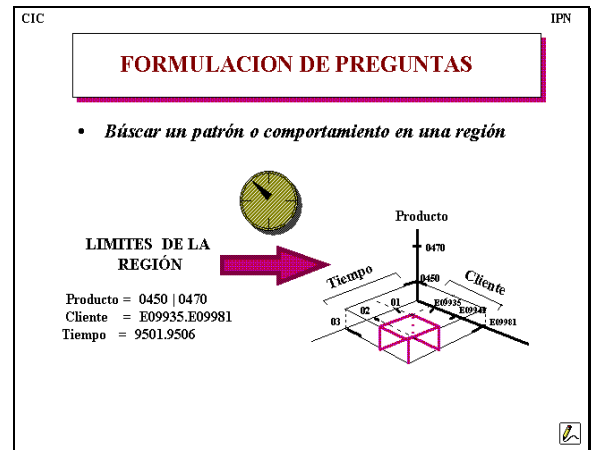 CIC
IPN
FORMULACION DE PREGUNTAS
• Búscar un patrón o comportamiento en una región
LIMITES DE LA
REGIÓN
Producto = 0450 | 0470
Cliente = E09935.E09981
Tiempo = 9501.9506
Producto
0470
0450
Tiempo
Cliente
01
02
03
E09935
E09981